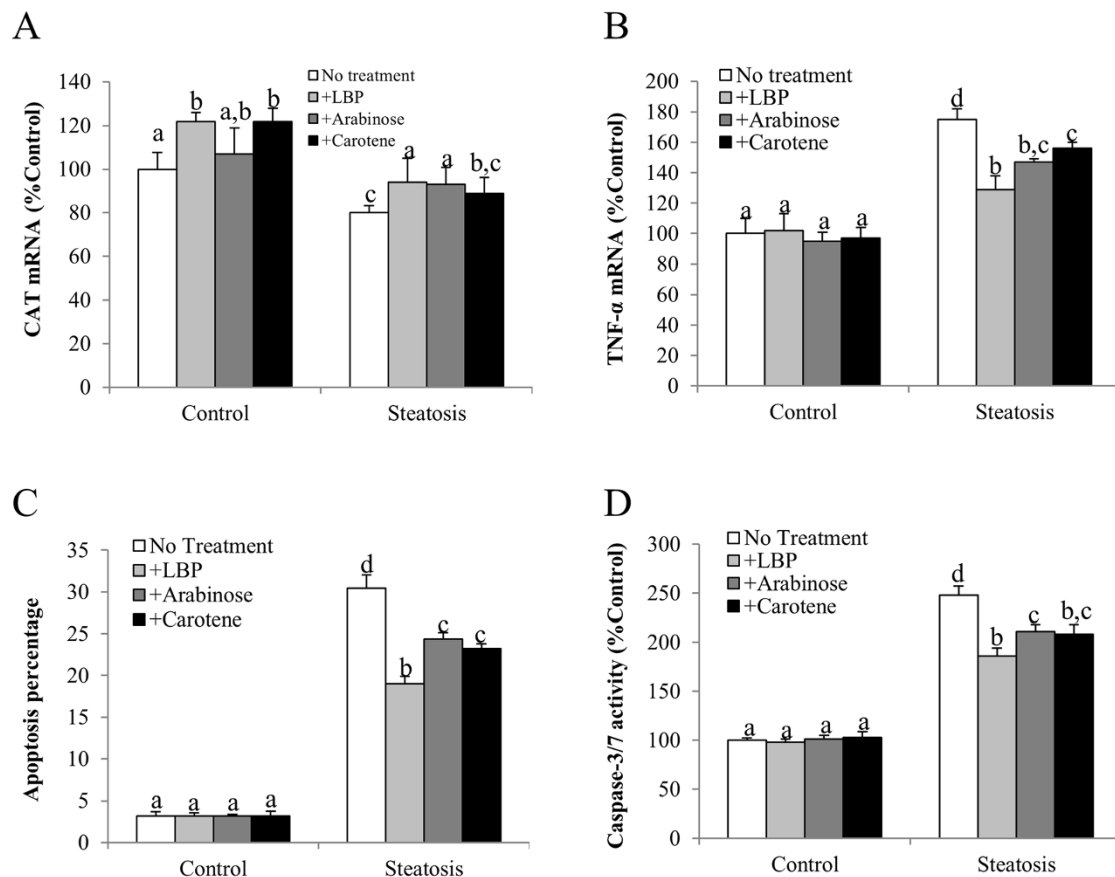 A
CAT mRNA (%Control)
140
120
100
80
60
40
20
0
No treatment
+LBP
+Arabinose
+Carotene
a
b
a,b
b
c
a
a
b,c
Control
Steatosis
B
TNF-α mRNA (%Control)
200
180
160
140
120
100
80
60
40
20
0
No treatment
+LBP
+Arabinose
+Carotene
a
a
a
a
d
b
b,c
c
Control
Steatosis
C
Apoptosis percentage
35
30
25
20
15
10
5
0
No Treatment
+LBP
+Arabinose
+Carotene
a
a
a
a
d
b
c
c
Control
Steatosis
D
Caspase-3/7 activity (%Control)
300
250
200
150
100
50
0
No Treatment
+LBP
+Arabinose
+Carotene
a
a
a
a
d
b
c
b,c
Control
Steatosis